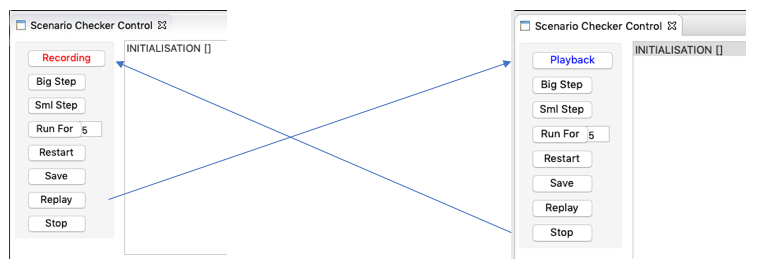 Scenario Checker Control
Recording
Big Step
Sml Step
Run For 5
Restart
Save
Replay
Stop
INITIALISATION []
Scenario Checker Control
Playback
Big Step
Sml Step
Run For 5
Restart
Save
Replay
Stop
INITIALISATION []